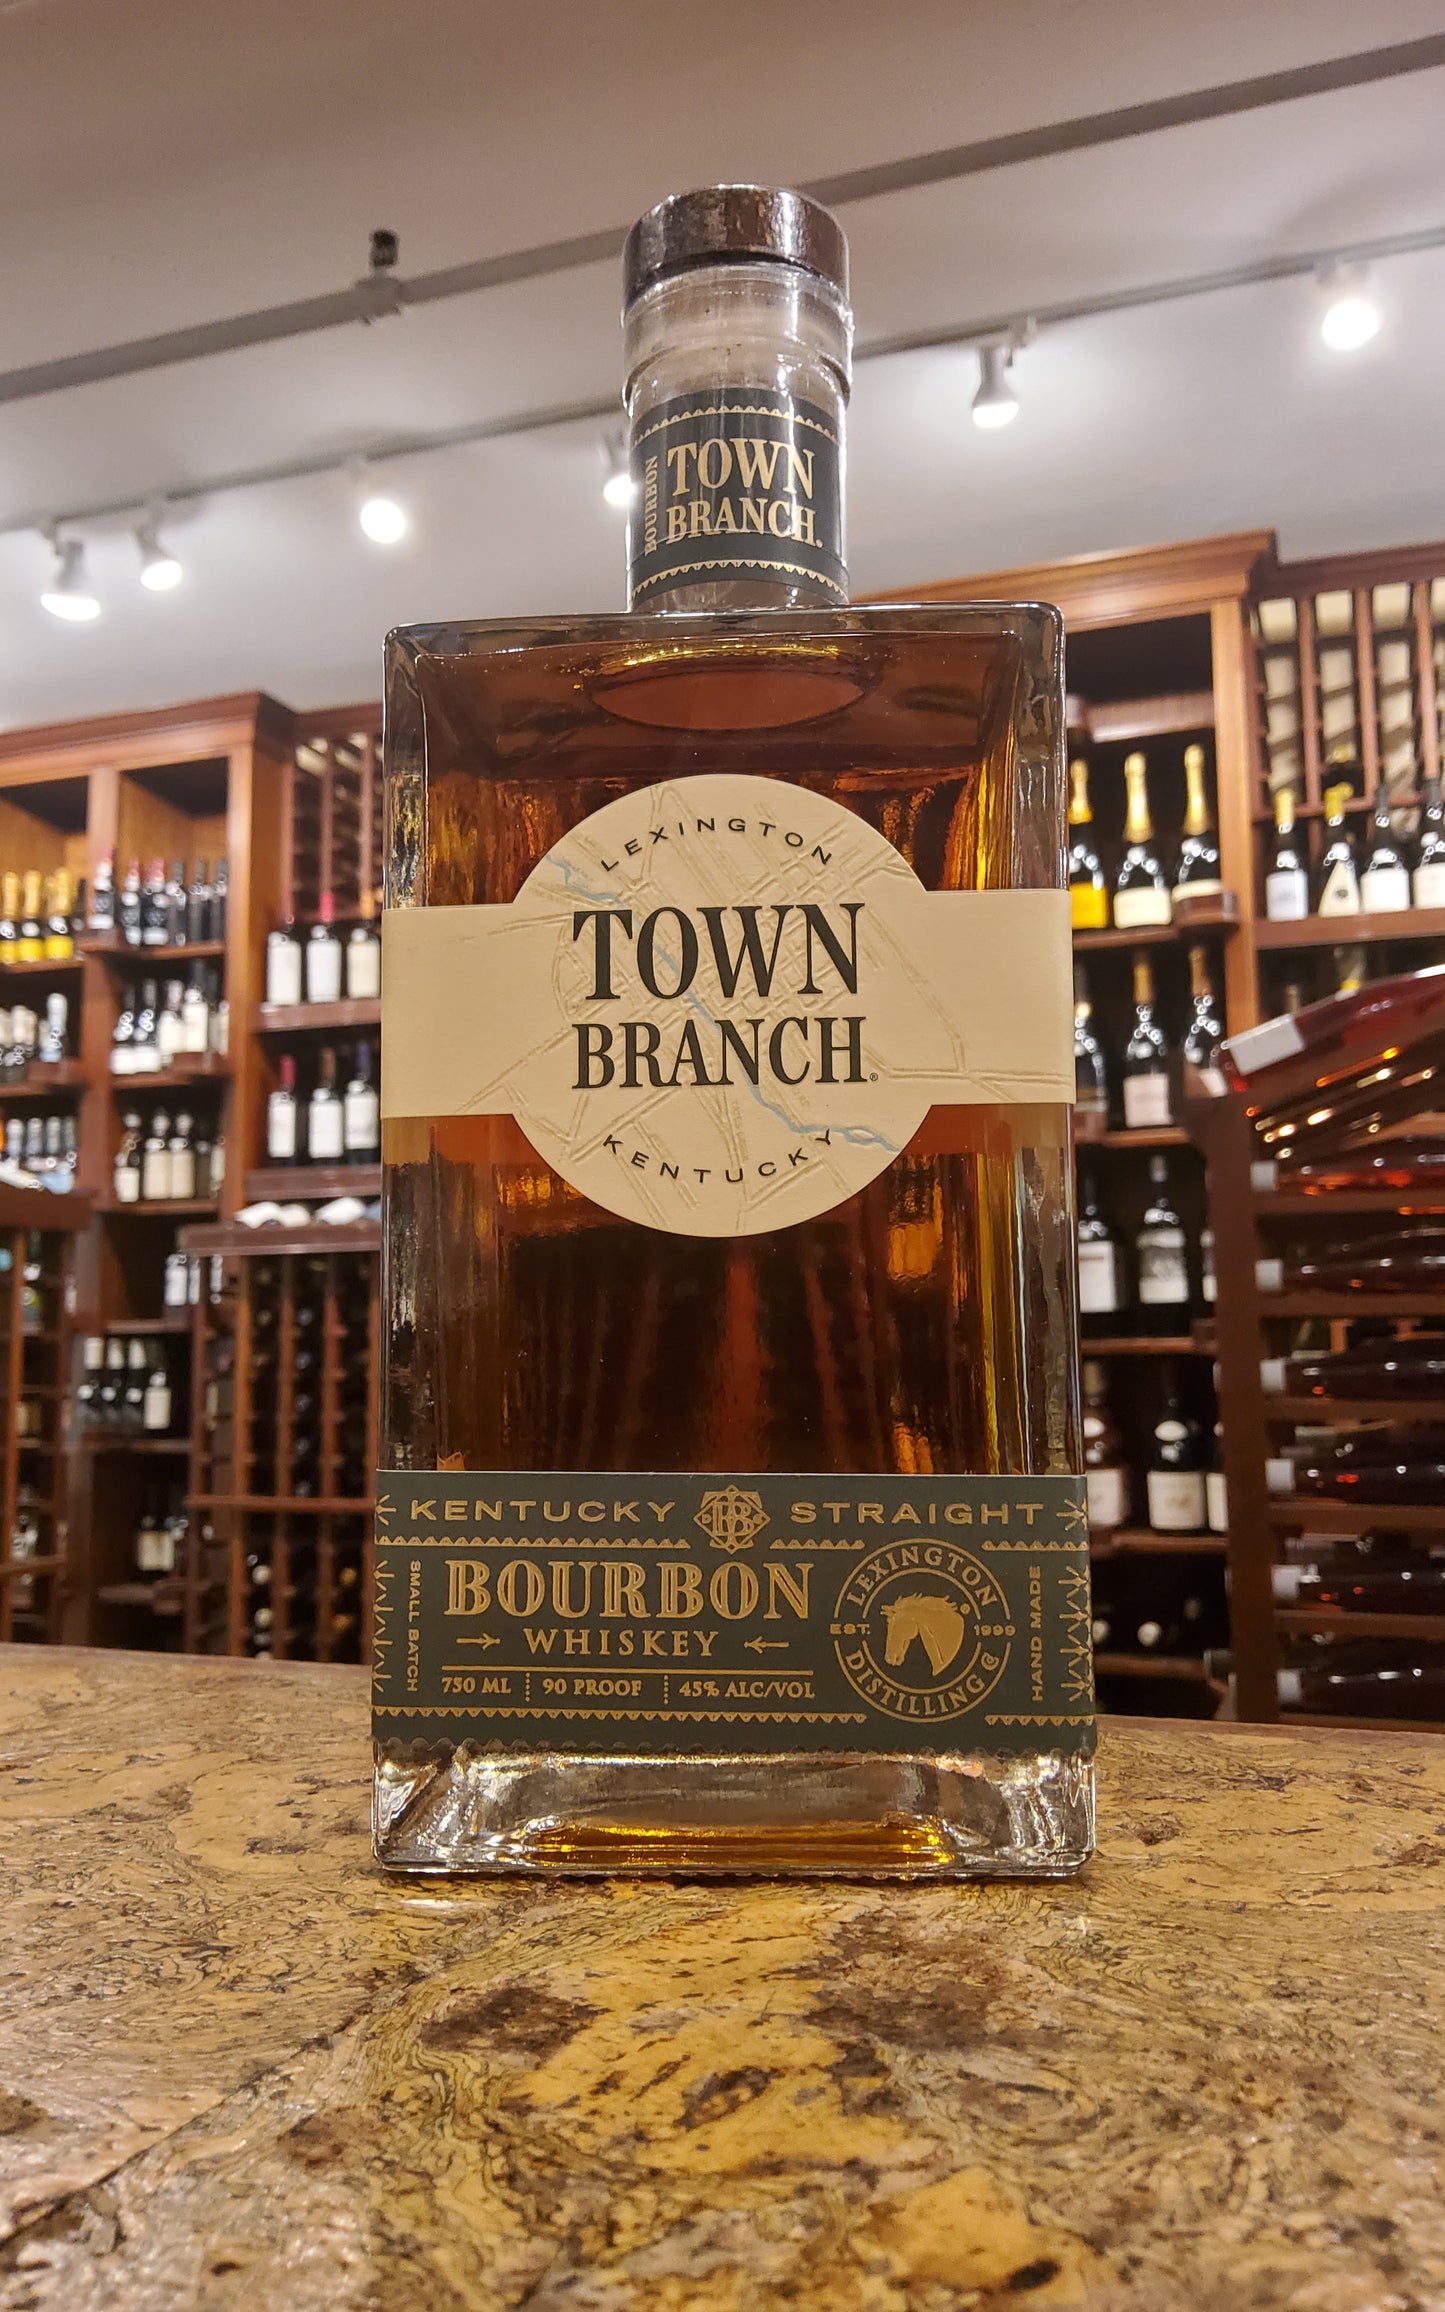 BOURBON
TOWN
BRANCH.
LEXINGTON
TOWN
BRANCH®
KENTUCKY
KENTUCKY TB STRAIGHT
SMALL BATCH
BOURBON
WHISKEY
750 ML 90 PROOF 45% ALC/VOL
LEXINGTON
EST. 1999
DISTILLING Co
HAND MADE